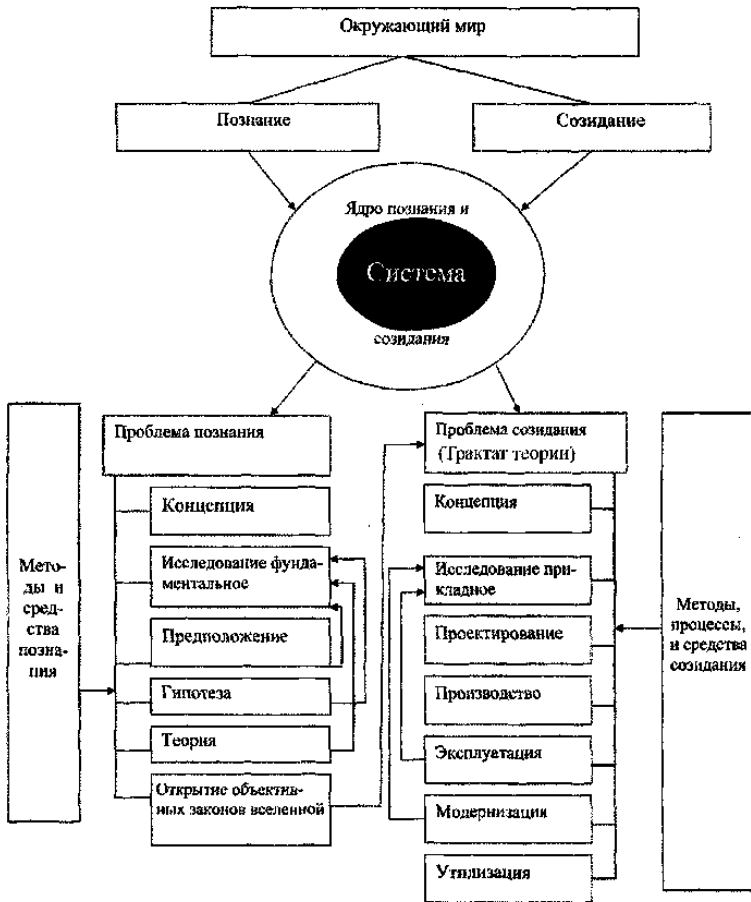 Окружающий мир
Познание
Созидание
Ядро познания и
Система
созидания
Мето-
ды и
сред-
ства
позна-
ния
Проблема познания
Концепция
Исследование фунда-
ментальное
Предположение
Гипотеза
Теория
Открытие объектив-
ных законов вселенной
Проблема созидания
(Трактат теории)
Концепция
Исследование при-
кладное
Проектирование
Производство
Эксплуетация
Модернизация
Утилизация
Методы,
процессы,
и средства
созидания